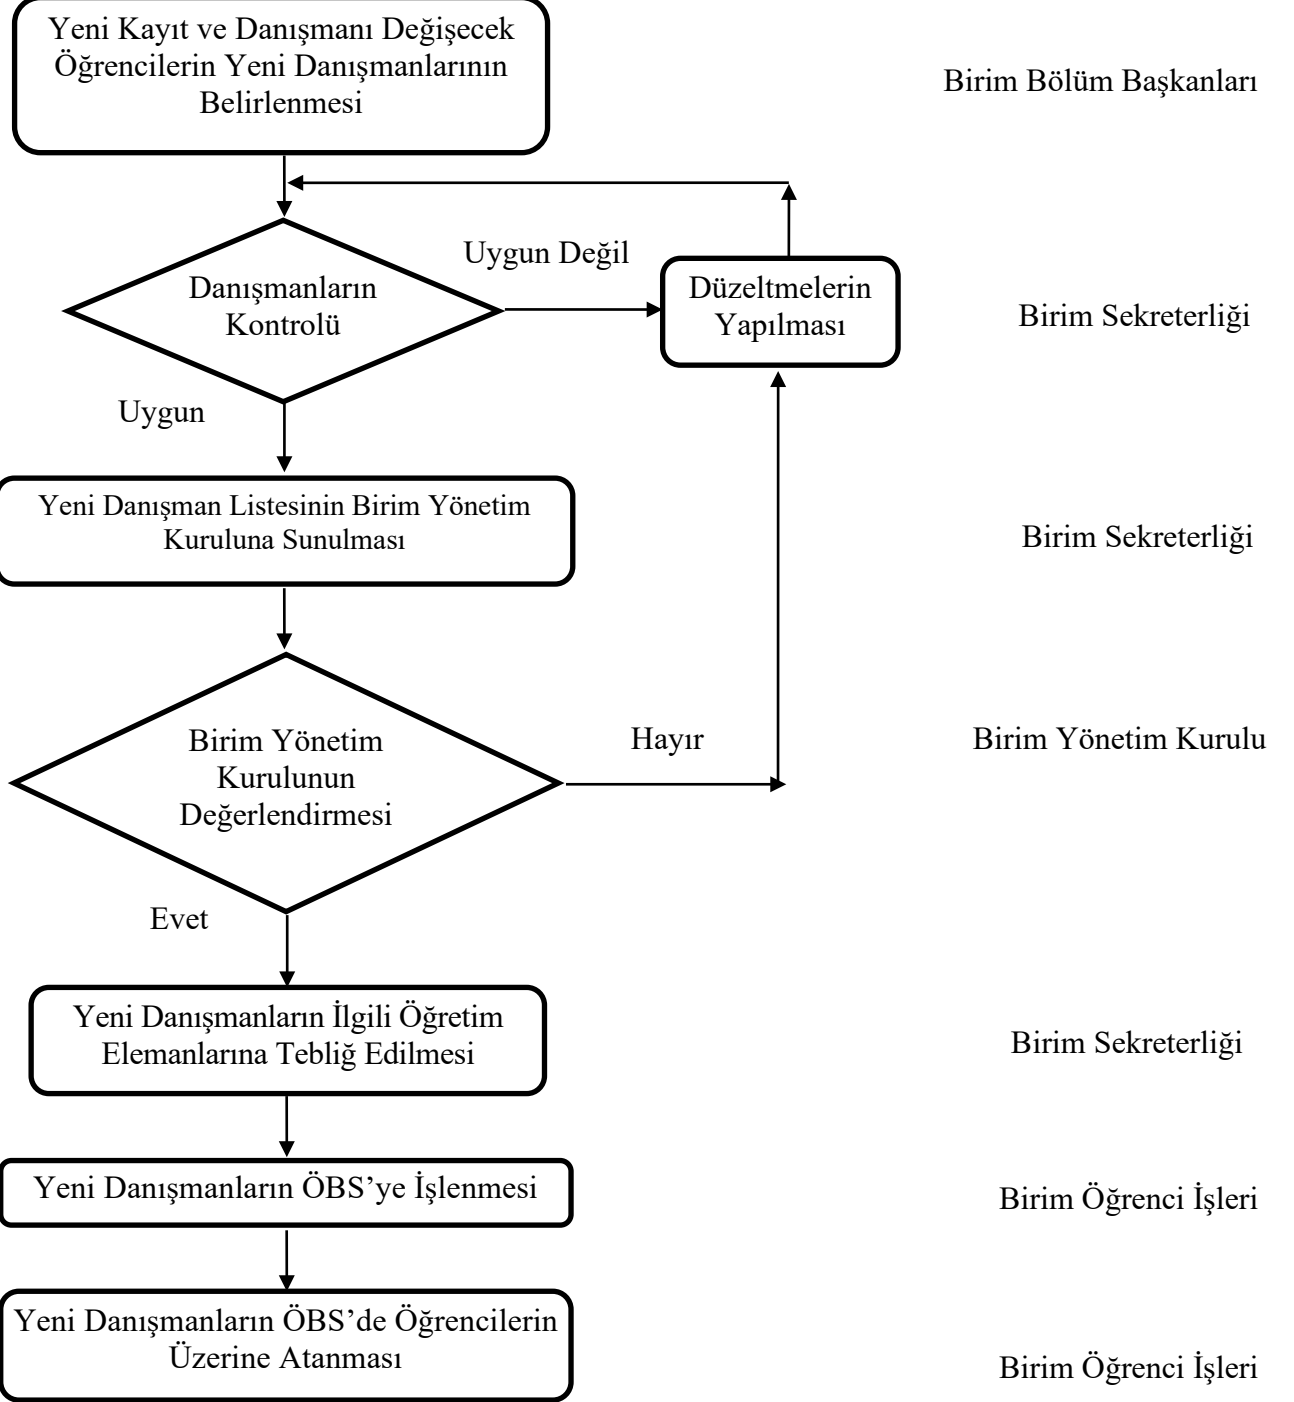 Yeni Kayıt ve Danışmanı Değişecek
Öğrencilerin Yeni Danışmanlarının
Belirlenmesi
Birim Bölüm Başkanları
Uygun Değil
Danışmanların
Kontrolü
Düzeltmelerin
Yapılması
Birim Sekreterliği
Uygun
Yeni Danışman Listesinin Birim Yönetim
Kuruluna Sunulması
Birim Sekreterliği
Birim Yönetim
Kurulunun
Değerlendirmesi
Hayır
Birim Yönetim Kurulu
Evet
Yeni Danışmanların İlgili Öğretim
Elemanlarına Tebliğ Edilmesi
Birim Sekreterliği
Yeni Danışmanların ÖBS’ye İşlenmesi
Birim Öğrenci İşleri
Yeni Danışmanların ÖBS’de Öğrencilerin
Üzerine Atanması
Birim Öğrenci İşleri